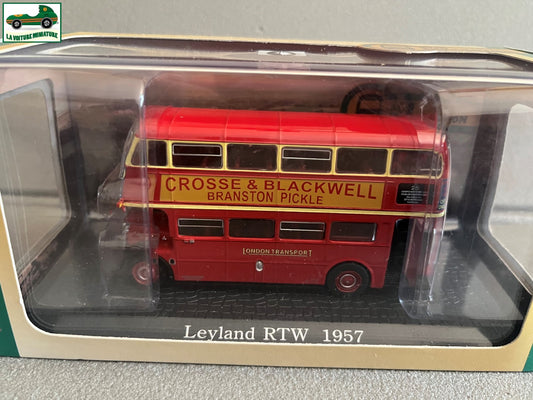 LA VOITURE MINIATURE
CROSSE & BLACKWELL
BRANSTON PICKLE
LONDON TRANSPORT
Leyland RTW 1957